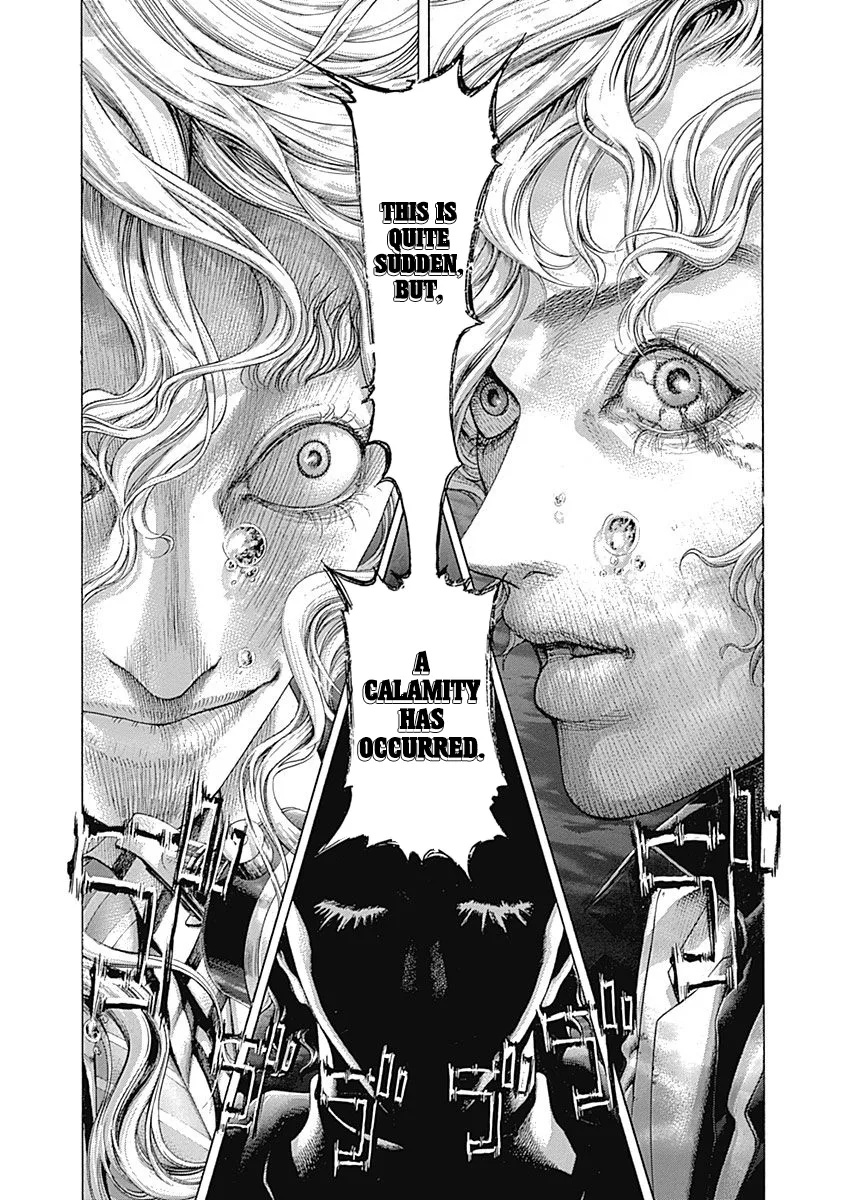 THIS IS
QUITE
SUDDEN,
BUT,
A
CALAMITY
HAS
OCCURRED.